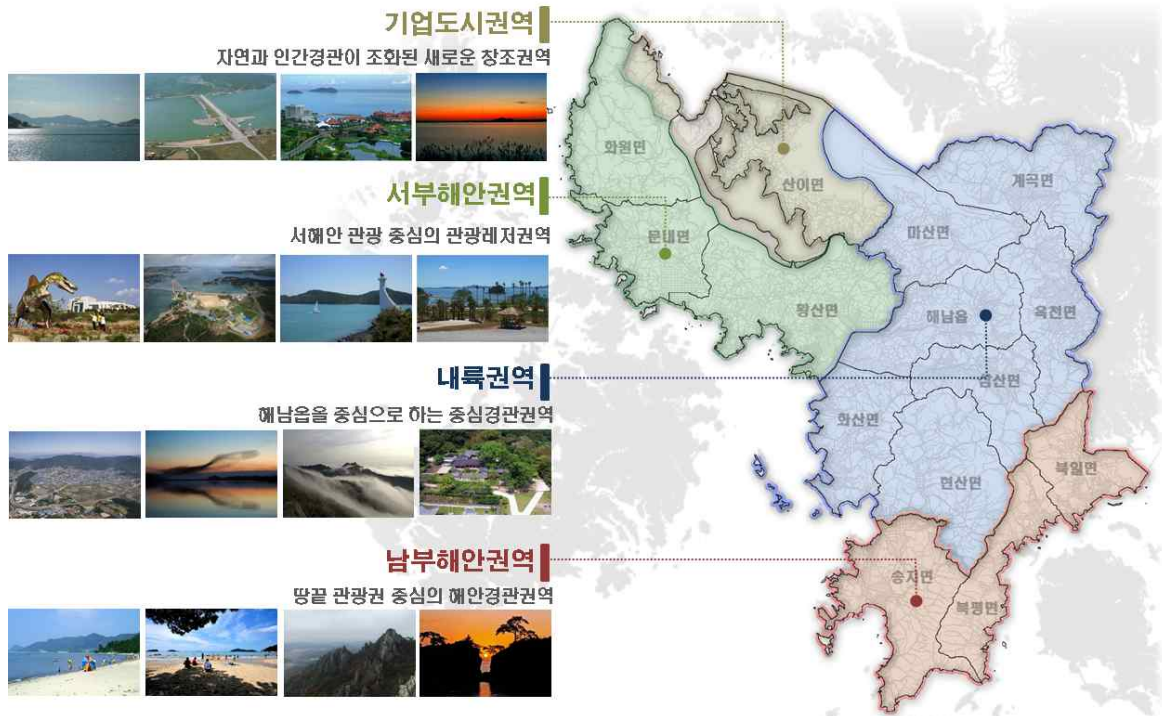 기업도시권역
자연과 인간경관이 조화된 새로운 창조권역
서부해안권역
서해안 관광 중심의 관광레저권역
내륙권역
해남읍을 중심으로 하는 중심경관권역
남부해안권역
땅끝 관광권 중심의 해안경관권역
화원면
산이면
계곡면
문내면
마산면
황산면
해남읍
옥천면
삼산면
화산면
북일면
현산면
송지면
북평면